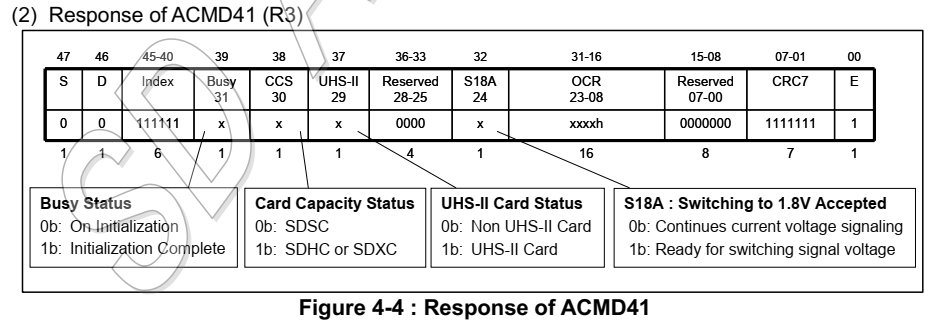 (2) Response of ACMD41 (R3)
47 46 45-40 39 38 37 36-33 32 31-16 15-08 07-01 00
S D Index Busy CCS UHS-II Reserved S18A OCR Reserved CRC7 E
31 30 29 28-25 24 23-08 07-00
0 0 111111 x x x 0000 x xxxxh 0000000 1111111 1
1 1 6 1 1 1 4 1 16 8 7 1
Busy Status
0b: On Initialization
1b: Initialization Complete
Card Capacity Status
0b: SDSC
1b: SDHC or SDXC
UHS-II Card Status
0b: Non UHS-II Card
1b: UHS-II Card
S18A : Switching to 1.8V Accepted
0b: Continues current voltage signaling
1b: Ready for switching signal voltage
Figure 4-4 : Response of ACMD41